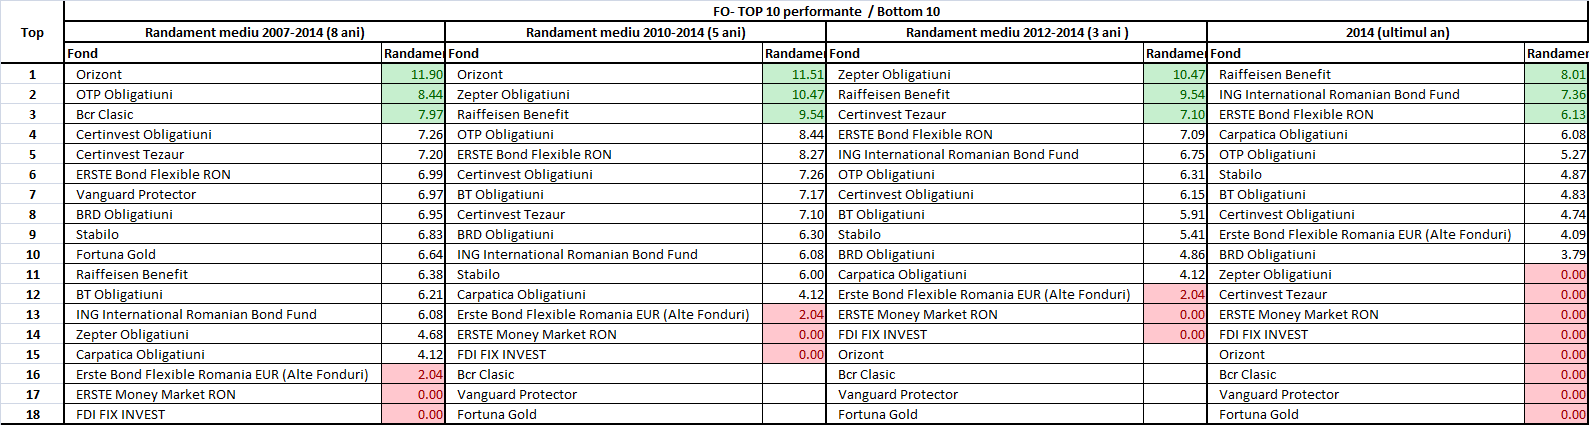 FO- TOP 10 performante / Bottom 10
Top Randament mediu 2007-2014 (8 ani) Randament mediu 2010-2014 (5 ani) Randament mediu 2012-2014 (3 ani ) 2014 (ultimul an)
Fond Randamer Fond Randamer Fond Randamer Fond Randamer
1 Orizont 11.90 Orizont 11.51 Zepter Obligatiuni 10.47 Raiffeisen Benefit 8.01
2 OTP Obligatiuni 8.44 Zepter Obligatiuni 10.47 Raiffeisen Benefit 9.54 ING International Romanian Bond Fund 7.36
3 Bcr Clasic 7.97 Raiffeisen Benefit 9.54 Certinvest Tezaur 7.10 ERSTE Bond Flexible RON 6.13
4 Certinvest Obligatiuni 7.26 OTP Obligatiuni 8.44 ERSTE Bond Flexible RON 7.09 Carpatica Obligatiuni 6.08
5 Certinvest Tezaur 7.20 ERSTE Bond Flexible RON 8.27 ING International Romanian Bond Fund 6.75 OTP Obligatiuni 5.27
6 ERSTE Bond Flexible RON 6.99 Certinvest Obligatiuni 7.26 OTP Obligatiuni 6.31 Stabilo 4.87
7 Vanguard Protector 6.97 BT Obligatiuni 7.17 Certinvest Obligatiuni 6.15 BT Obligatiuni 4.83
8 BRD Obligatiuni 6.95 Certinvest Tezaur 7.10 BT Obligatiuni 5.91 Certinvest Obligatiuni 4.74
9 Stabilo 6.83 BRD Obligatiuni 6.30 Stabilo 5.41 Erste Bond Flexible Romania EUR (Alte Fonduri) 4.09
10 Fortuna Gold 6.64 ING International Romanian Bond Fund 6.08 BRD Obligatiuni 4.86 BRD Obligatiuni 3.79
11 Raiffeisen Benefit 6.38 Stabilo 6.00 Carpatica Obligatiuni 4.12 Zepter Obligatiuni 0.00
12 BT Obligatiuni 6.21 Carpatica Obligatiuni 4.12 Erste Bond Flexible Romania EUR (Alte Fonduri) 2.04 Certinvest Tezaur 0.00
13 ING International Romanian Bond Fund 6.08 Erste Bond Flexible Romania EUR (Alte Fonduri) 2.04 ERSTE Money Market RON 0.00 ERSTE Money Market RON 0.00
14 Zepter Obligatiuni 4.68 ERSTE Money Market RON 0.00 FDI FIX INVEST 0.00 FDI FIX INVEST 0.00
15 Carpatica Obligatiuni 4.12 FDI FIX INVEST 0.00 Orizont Orizont 0.00
16 Erste Bond Flexible Romania EUR (Alte Fonduri) 2.04 Bcr Clasic Bcr Clasic Bcr Clasic 0.00
17 ERSTE Money Market RON 0.00 Vanguard Protector Vanguard Protector Vanguard Protector 0.00
18 FDI FIX INVEST 0.00 Fortuna Gold Fortuna Gold Fortuna Gold 0.00